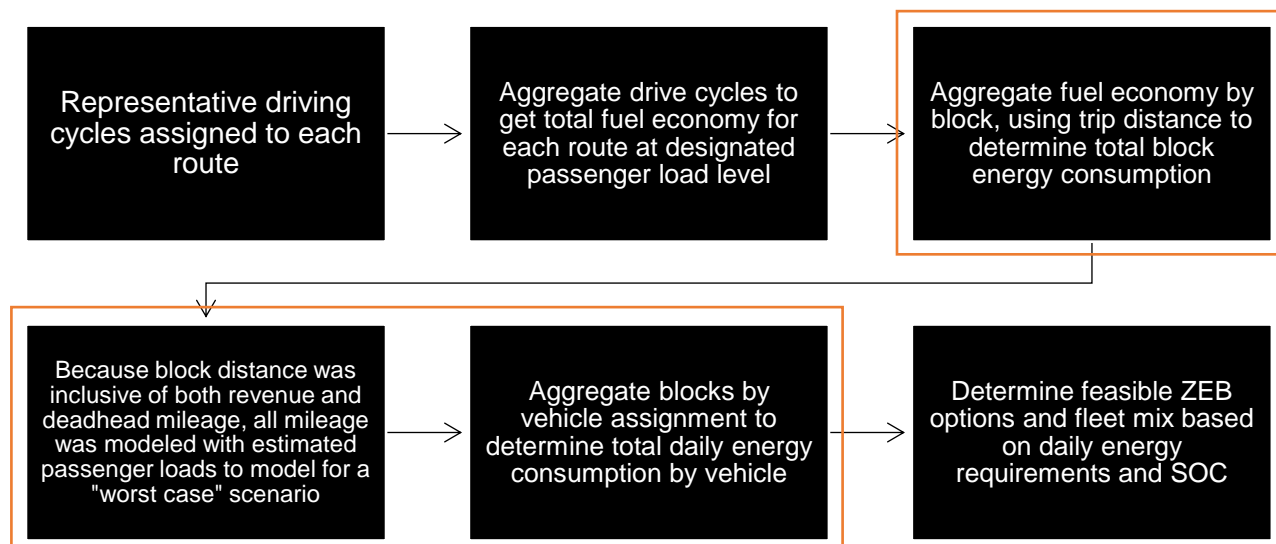 Representative driving
cycles assigned to each
route
Aggregate drive cycles to
get total fuel economy for
each route at designated
passenger load level
Aggregate fuel economy by
block, using trip distance to
determine total block
energy consumption
Because block distance was
inclusive of both revenue and
deadhead mileage, all mileage
was modeled with estimated
passenger loads to model for a
"worst case" scenario
Aggregate blocks by
vehicle assignment to
determine total daily energy
consumption by vehicle
Determine feasible ZEB
options and fleet mix based
on daily energy
requirements and SOC